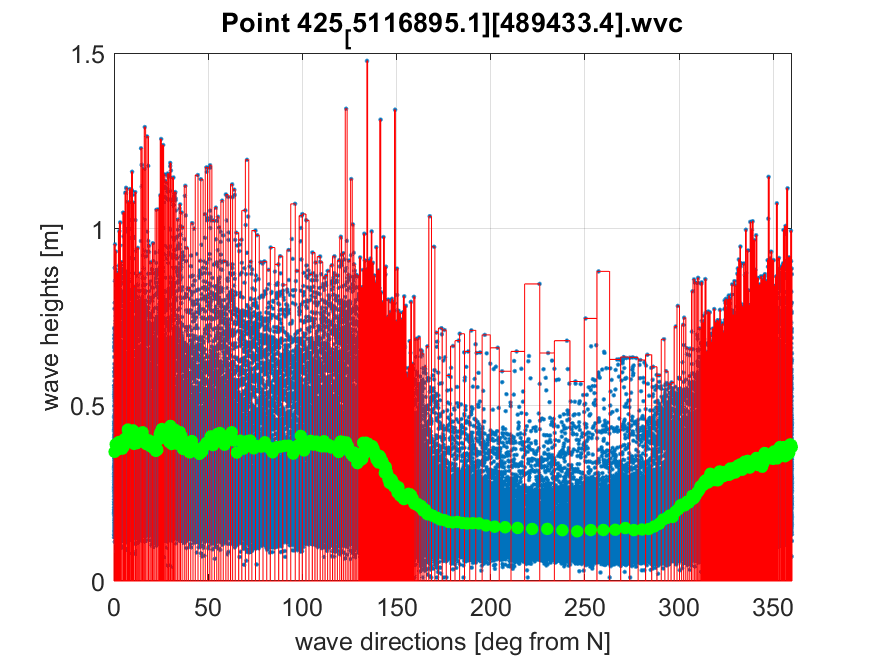 Point 425[5116895.1][489433.4].wvc
1.5
1
0.5
0
wave heights [m]
0 50 100 150 200 250 300 350
wave directions [deg from N]